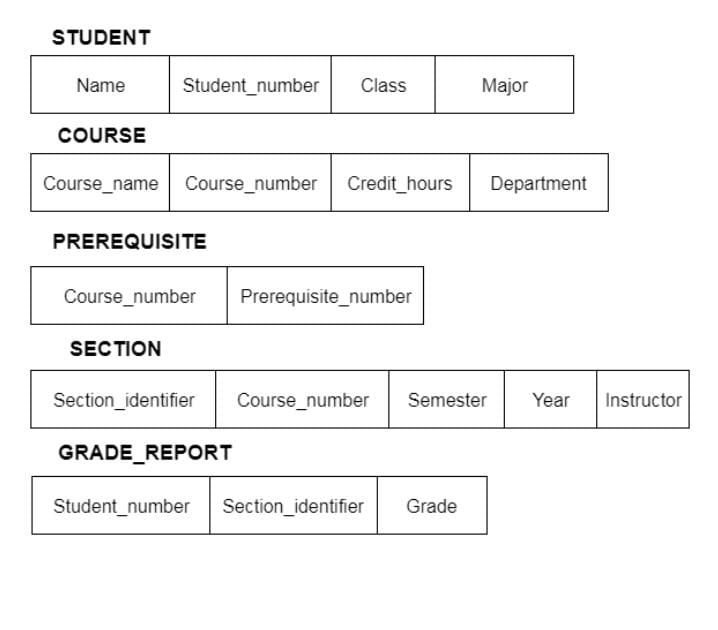 STUDENT
Name Student_number Class Major
COURSE
Course_name Course_number Credit_hours Department
PREREQUISITE
Course_number Prerequisite_number
SECTION
Section_identifier Course_number Semester Year Instructor
GRADE_REPORT
Student_number Section_identifier Grade